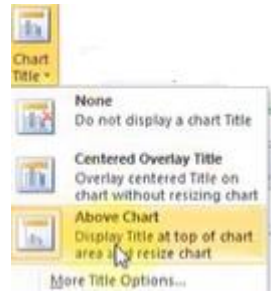 Chart
Title
None
Do not display a chart Title
Centered Overlay Title
Overlay centered Title on
chart without resizing chart
Above Chart
Display Title at top of chart
area and resize chart
More Title Options...